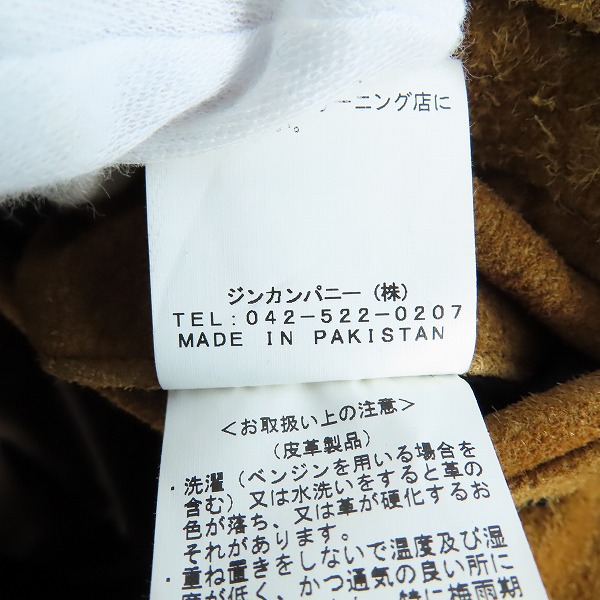 ーニング店に
ジンカンパニー (株)
TEL:042-522-0207
MADE IN PAKISTAN
<お取扱い上の注意>
(皮革製品)
・洗濯(ベンジンを用いる場合を
含む)又は水洗いをすると革の
色が落ち、又は革が硬化するお
それがあります。
・重ね置きをしないで温度及び湿
度が低く、かつ通気の良い所に
特に梅雨期